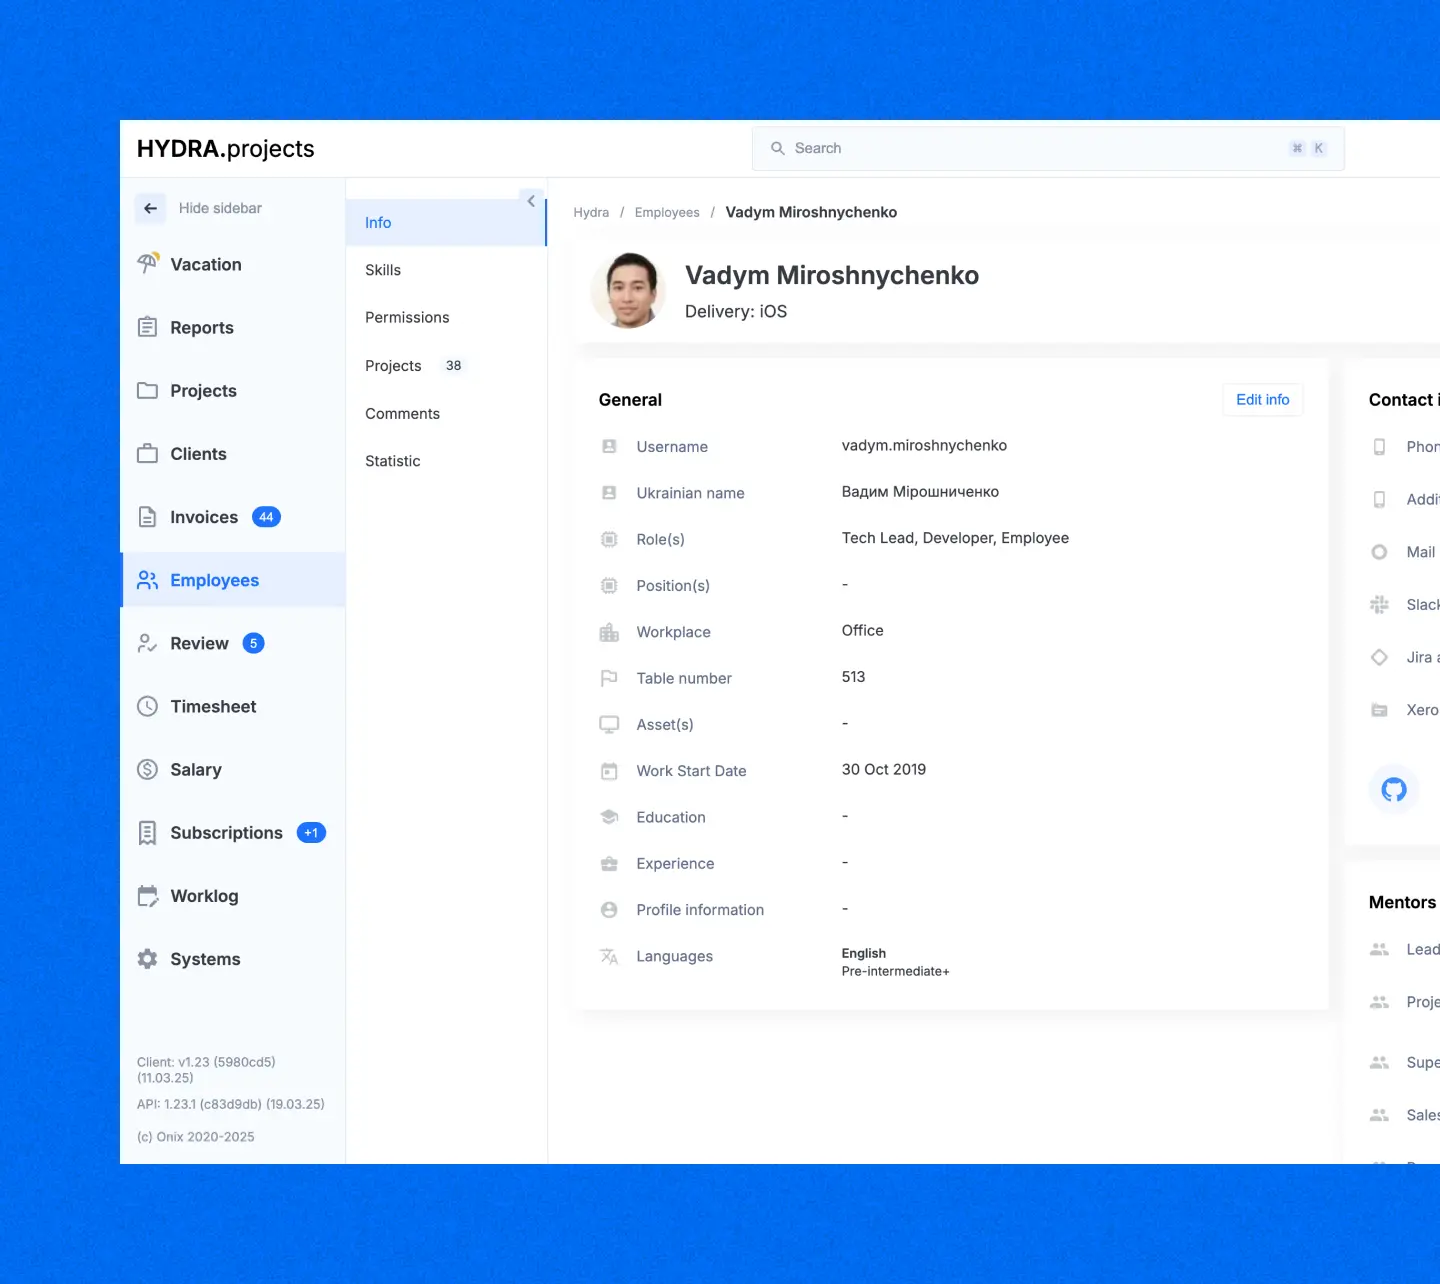 HYDRA.projects
Search
⌘ K
Hide sidebar
Vacation
Reports
Projects
Clients
Invoices 44
Employees
Review 5
Timesheet
Salary
Subscriptions +1
Worklog
Systems
Client: v1.23 (5980cd5)
(11.03.25)
API: 1.23.1 (c83d9db) (19.03.25)
(c) Onix 2020-2025
Info
Skills
Permissions
Projects 38
Comments
Statistic
Hydra / Employees / Vadym Miroshnychenko
Vadym Miroshnychenko
Delivery: iOS
General
Edit info
Username vadym.miroshnychenko
Ukrainian name Вадим Мірошниченко
Role(s) Tech Lead, Developer, Employee
Position(s) -
Workplace Office
Table number 513
Asset(s) -
Work Start Date 30 Oct 2019
Education -
Experience -
Profile information -
Languages English
Pre-intermediate+
Contact i
Phon
Addit
Mail
Slack
Jira a
Xero
Mentors
Lead
Proje
Supe
Sales